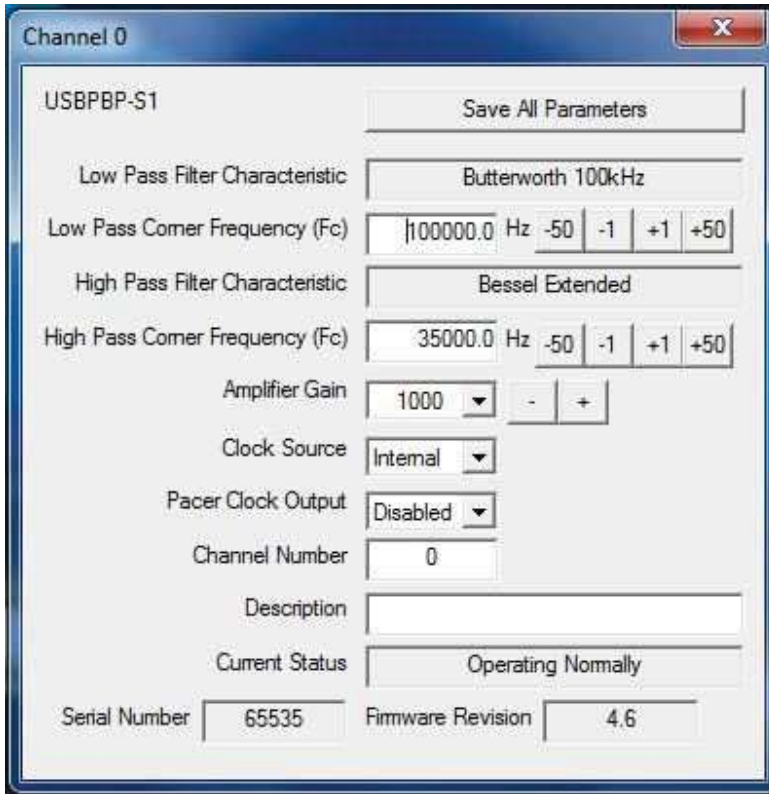 Channel 0
USBPBP-S1 Save All Parameters
Low Pass Filter Characteristic Butterworth 100kHz
Low Pass Corner Frequency (Fc) 100000.0 Hz -50 -1 +1 +50
High Pass Filter Characteristic Bessel Extended
High Pass Corner Frequency (Fc) 35000.0 Hz -50 -1 +1 +50
Amplifier Gain 1000 - +
Clock Source Internal
Pacer Clock Output Disabled
Channel Number 0
Description
Current Status Operating Normally
Serial Number 65535 Firmware Revision 4.6